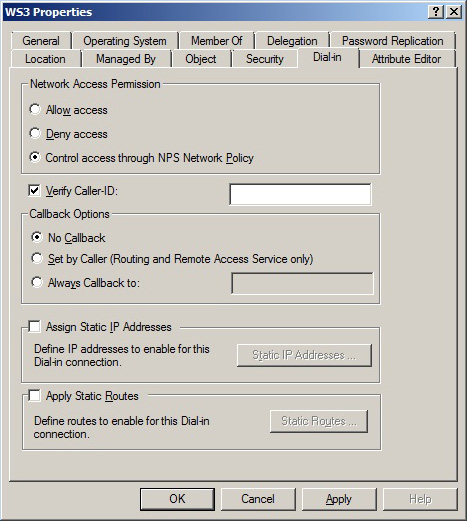 WS3 Properties
General Operating System Member Of Delegation Password Replication
Location Managed By Object Security Dial-in Attribute Editor
Network Access Permission
Allow access
Deny access
Control access through NPS Network Policy
Verify Caller-ID:
Callback Options
No Callback
Set by Caller (Routing and Remote Access Service only)
Always Callback to:
Assign Static IP Addresses
Define IP addresses to enable for this
Dial-in connection.
Static IP Addresses ...
Apply Static Routes
Define routes to enable for this Dial-in
connection.
Static Routes ...
OK Cancel Apply Help